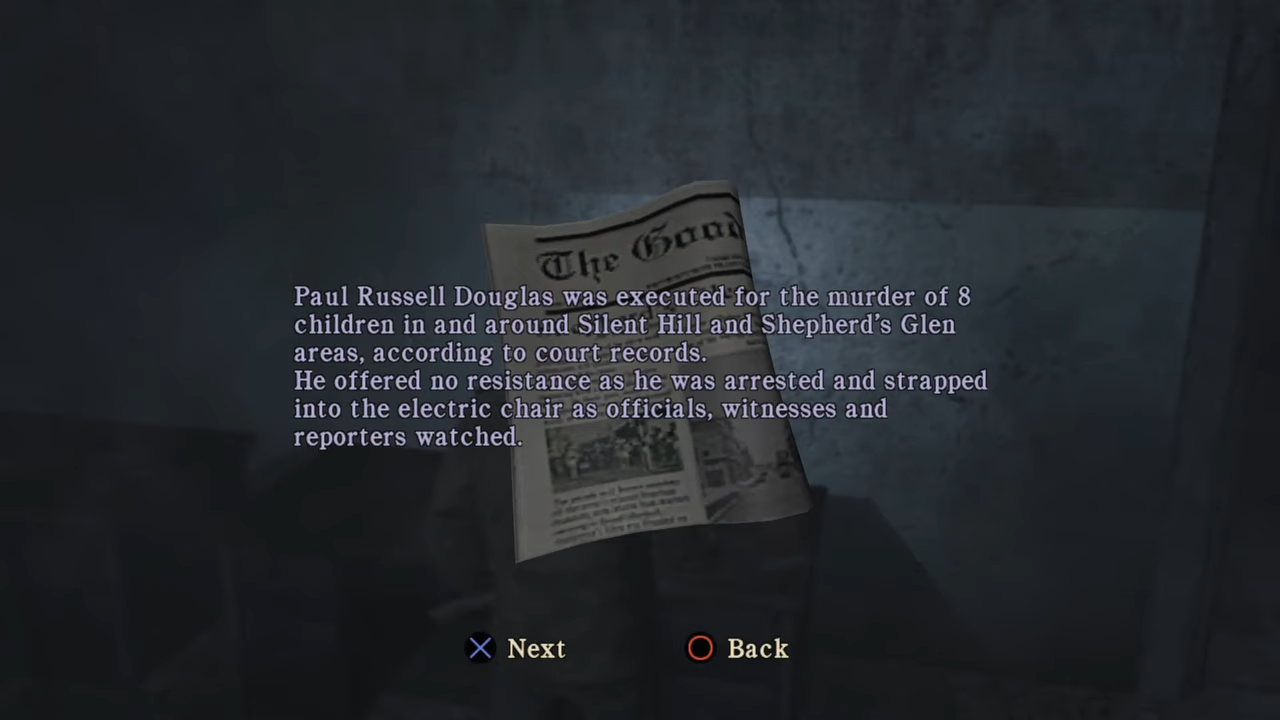 The Good
Paul Russell Douglas was executed for the murder of 8
children in and around Silent Hill and Shepherd's Glen
areas, according to court records.
He offered no resistance as he was arrested and strapped
into the electric chair as officials, witnesses and
reporters watched.
Next
Back